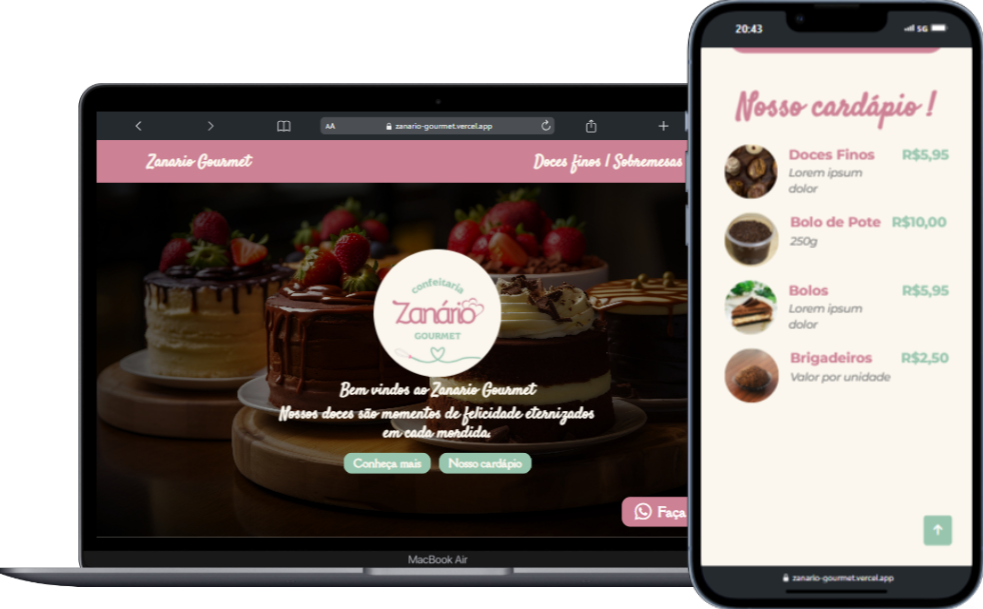 zanario-gourmet.vercel.app
Zanario Gourmet
Doces finos | Sobremesas
confeitaria
Zanário
GOURMET
Bem vindos ao Zanario Gourmet
Nossos doces são momentos de felicidade eternizados
em cada mordida.
Conheça mais
Nosso cardápio
Faça
MacBook Air
20:43
5G
Nosso cardápio !
Doces Finos R$5,95
Lorem ipsum
dolor
Bolo de Pote R$10,00
250g
Bolos R$5,95
Lorem ipsum
dolor
Brigadeiros R$2,50
Valor por unidade
zanario-gourmet.vercel.app